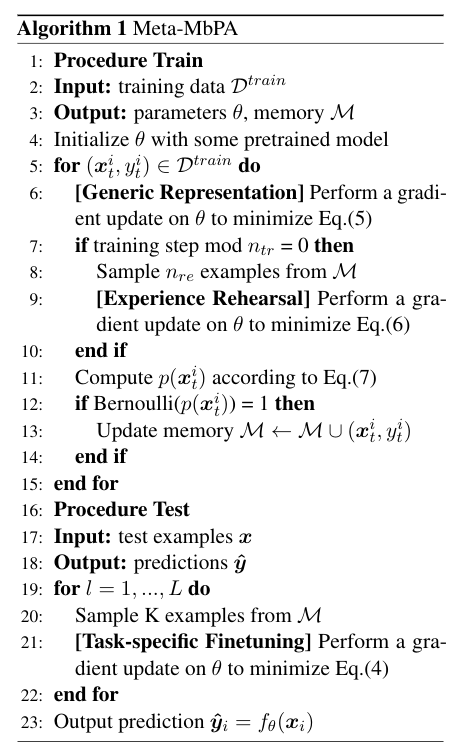 Algorithm 1 Meta-MbPA
1: Procedure Train
2: Input: training data $\mathcal{D}^{train}$
3: Output: parameters $\theta$, memory $\mathcal{M}$
4: Initialize $\theta$ with some pretrained model
5: for $(\boldsymbol{x}_t^i, y_t^i) \in \mathcal{D}^{train}$ do
6: [Generic Representation] Perform a gradi-
ent update on $\theta$ to minimize Eq.(5)
7: if training step mod $n_{tr}$ = 0 then
8: Sample $n_{re}$ examples from $\mathcal{M}$
9: [Experience Rehearsal] Perform a gra-
dient update on $\theta$ to minimize Eq.(6)
10: end if
11: Compute $p(\boldsymbol{x}_t^i)$ according to Eq.(7)
12: if Bernoulli($p(\boldsymbol{x}_t^i)$) = 1 then
13: Update memory $\mathcal{M} \leftarrow \mathcal{M} \cup (\boldsymbol{x}_t^i, y_t^i)$
14: end if
15: end for
16: Procedure Test
17: Input: test examples $\boldsymbol{x}$
18: Output: predictions $\hat{\boldsymbol{y}}$
19: for $l = 1, ..., L$ do
20: Sample K examples from $\mathcal{M}$
21: [Task-specific Finetuning] Perform a gra-
dient update on $\theta$ to minimize Eq.(4)
22: end for
23: Output prediction $\hat{\boldsymbol{y}}_i = f_\theta(\boldsymbol{x}_i)$